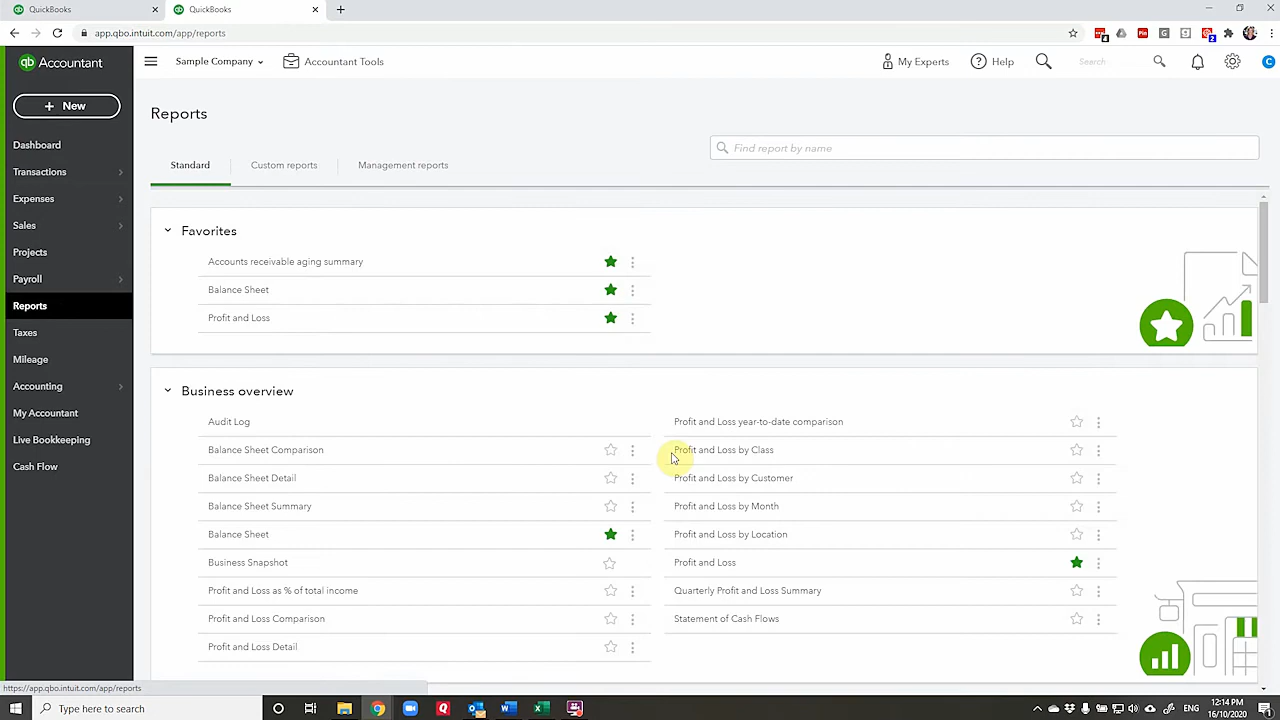 QuickBooks
QuickBooks
app.qbo.intuit.com/app/reports
qb Accountant
Sample Company
Accountant Tools
My Experts
Help
Search
C
+ New
Dashboard
Transactions
Expenses
Sales
Projects
Payroll
Reports
Taxes
Mileage
Accounting
My Accountant
Live Bookkeeping
Cash Flow
Reports
Find report by name
Standard
Custom reports
Management reports
Favorites
Accounts receivable aging summary
Balance Sheet
Profit and Loss
Business overview
Audit Log
Balance Sheet Comparison
Balance Sheet Detail
Balance Sheet Summary
Balance Sheet
Business Snapshot
Profit and Loss as % of total income
Profit and Loss Comparison
Profit and Loss Detail
Profit and Loss year-to-date comparison
Profit and Loss by Class
Profit and Loss by Customer
Profit and Loss by Month
Profit and Loss by Location
Profit and Loss
Quarterly Profit and Loss Summary
Statement of Cash Flows
https://app.qbo.intuit.com/app/reports
Type here to search
ENG
12:14 PM
16/10/2020